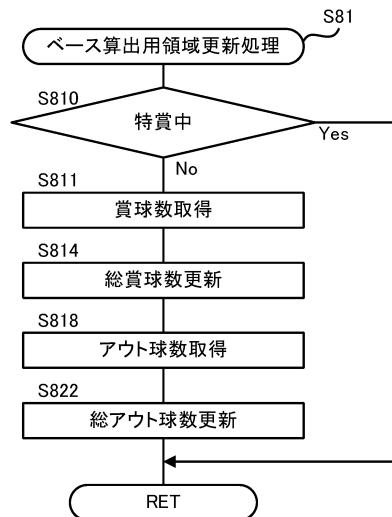 S81
ベース算出用領域更新処理
S810
特賞中
Yes
No
S811
賞球数取得
S814
総賞球数更新
S818
アウト球数取得
S822
総アウト球数更新
RET